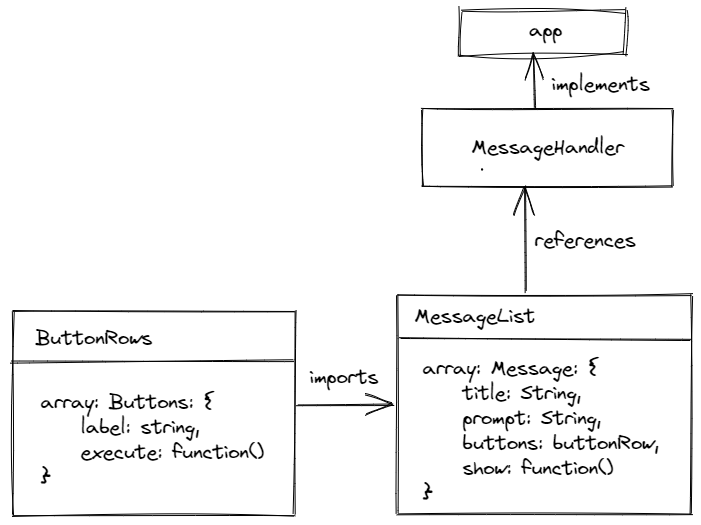 app
implements
MessageHandler
references
ButtonRows
array: Buttons: {
label: string,
execute: function()
}
imports
MessageList
array: Message: {
title: String,
prompt: String,
buttons: buttonRow,
show: function()
}